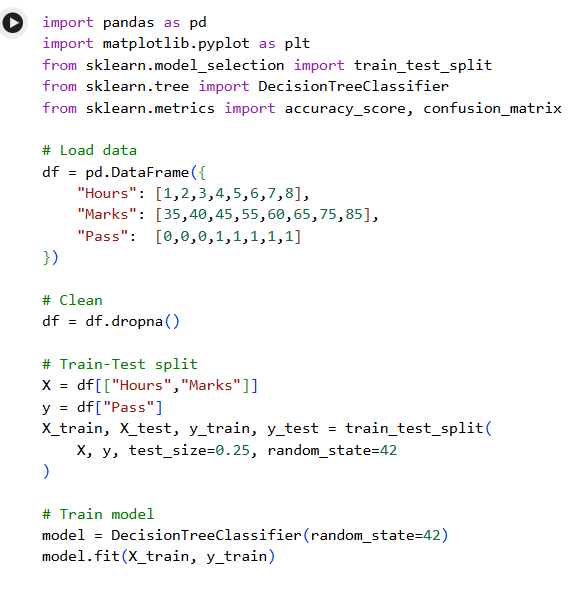 import pandas as pd
import matplotlib.pyplot as plt
from sklearn.model_selection import train_test_split
from sklearn.tree import DecisionTreeClassifier
from sklearn.metrics import accuracy_score, confusion_matrix

# Load data
df = pd.DataFrame({
    "Hours": [1,2,3,4,5,6,7,8],
    "Marks": [35,40,45,55,60,65,75,85],
    "Pass":  [0,0,0,1,1,1,1,1]
})

# Clean
df = df.dropna()

# Train-Test split
X = df[["Hours","Marks"]]
y = df["Pass"]
X_train, X_test, y_train, y_test = train_test_split(
    X, y, test_size=0.25, random_state=42
)

# Train model
model = DecisionTreeClassifier(random_state=42)
model.fit(X_train, y_train)